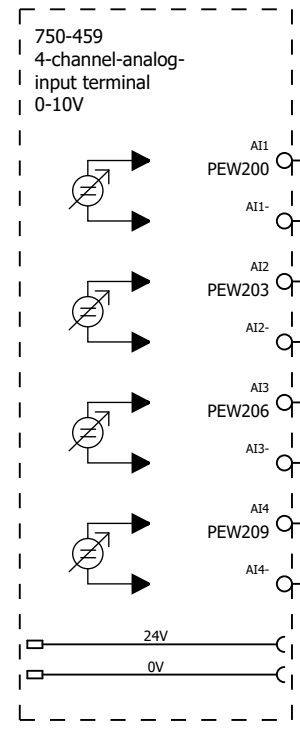 750-459
4-channel-analog-
input terminal
0-10V
AI1
PEW200
AI1-
AI2
PEW203
AI2-
AI3
PEW206
AI3-
AI4
PEW209
AI4-
24V
0V